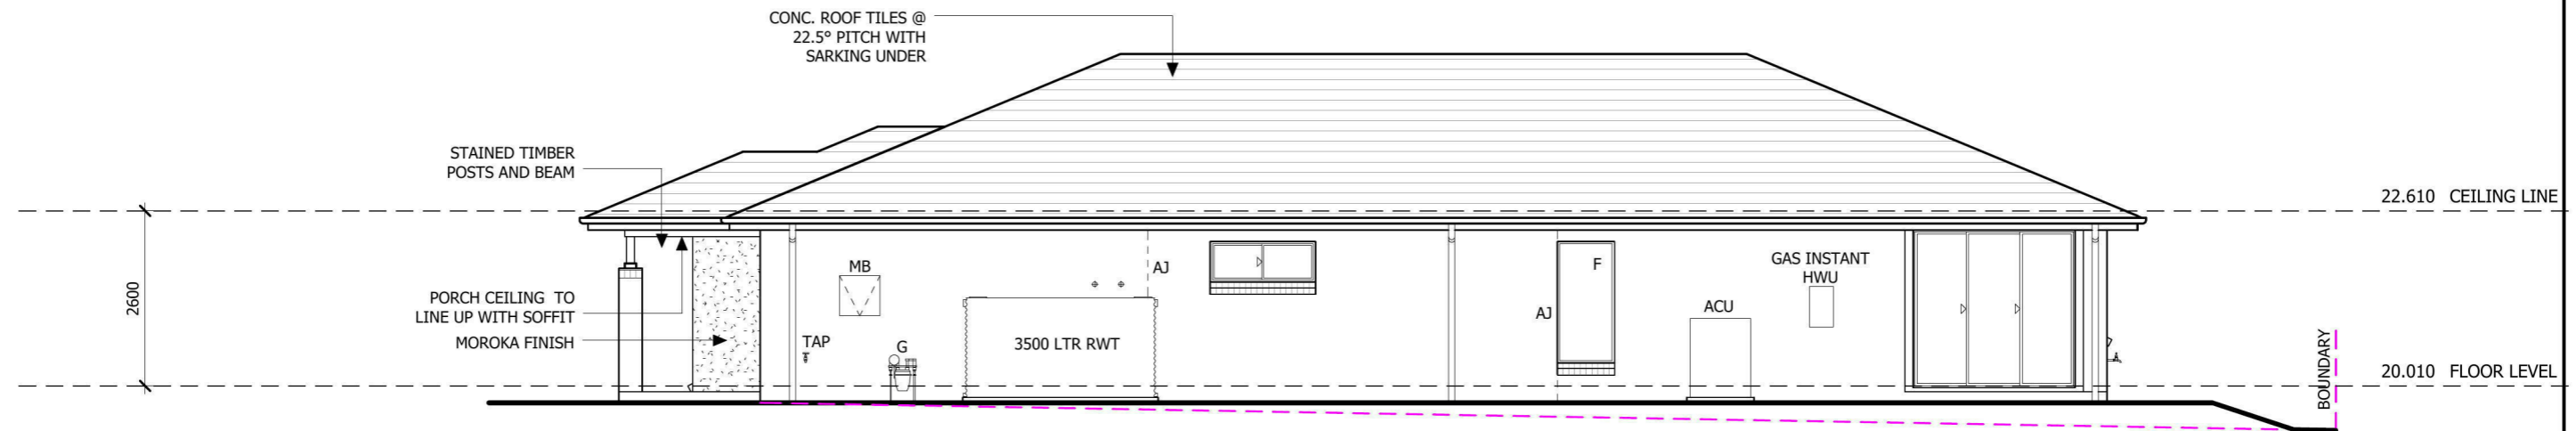 CONC. ROOF TILES @
22.5° PITCH WITH
SARKING UNDER
STAINED TIMBER
POSTS AND BEAM
22.610 CEILING LINE
2600
PORCH CEILING TO
LINE UP WITH SOFFIT
MOROKA FINISH
MB
TAP
G
3500 LTR RWT
AJ
AJ
F
ACU
GAS INSTANT
HWU
BOUNDARY
20.010 FLOOR LEVEL